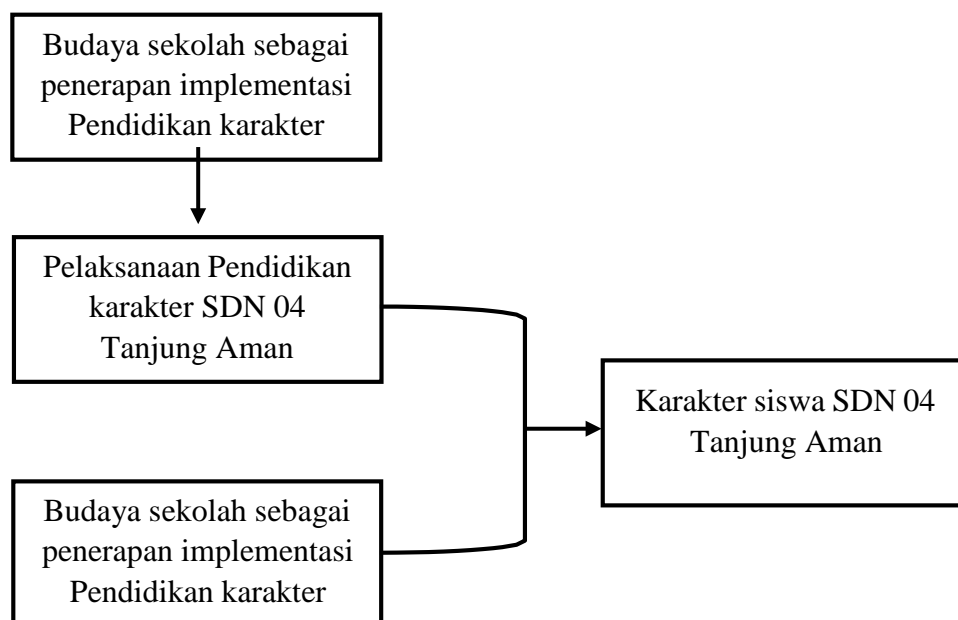 Budaya sekolah sebagai
penerapan implementasi
Pendidikan karakter
Pelaksanaan Pendidikan
karakter SDN 04
Tanjung Aman
Karakter siswa SDN 04
Tanjung Aman
Budaya sekolah sebagai
penerapan implementasi
Pendidikan karakter